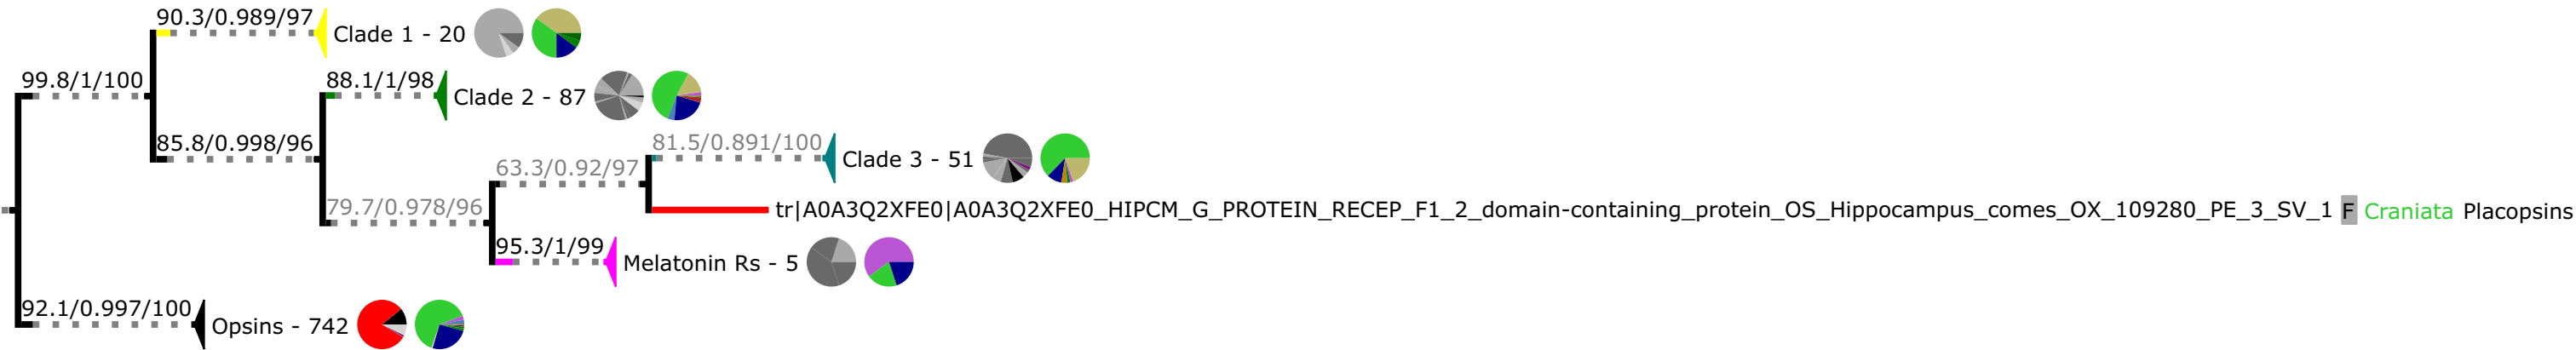 90.3/0.989/97
Clade 1 - 20
99.8/1/100
88.1/1/98
Clade 2 - 87
85.8/0.998/96
81.5/0.891/100
Clade 3 - 51
63.3/0.92/97
79.7/0.978/96
tr|A0A3Q2XFE0|A0A3Q2XFE0_HIPCM_G_PROTEIN_RECEP_F1_2_domain-containing_protein_OS_Hippocampus_comes_OX_109280_PE_3_SV_1 F Craniata Placopsins
95.3/1/99
Melatonin Rs - 5
92.1/0.997/100
Opsins - 742